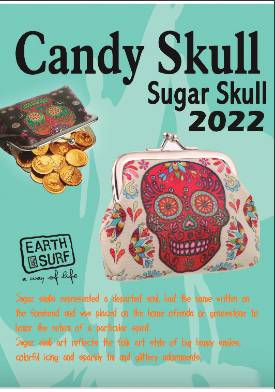 Candy Skull
Sugar Skull
2022
EARTH
SURF
a way of life
Sugar skulls represented a departed soul, had the name written on
the forehead and was placed on the home ofrenda or gravestone to
honor the return of a particular spirit.
Sugar skull art reflects the folk art style of big happy smiles,
colorful icing and sparkly tin and glittery adornments.